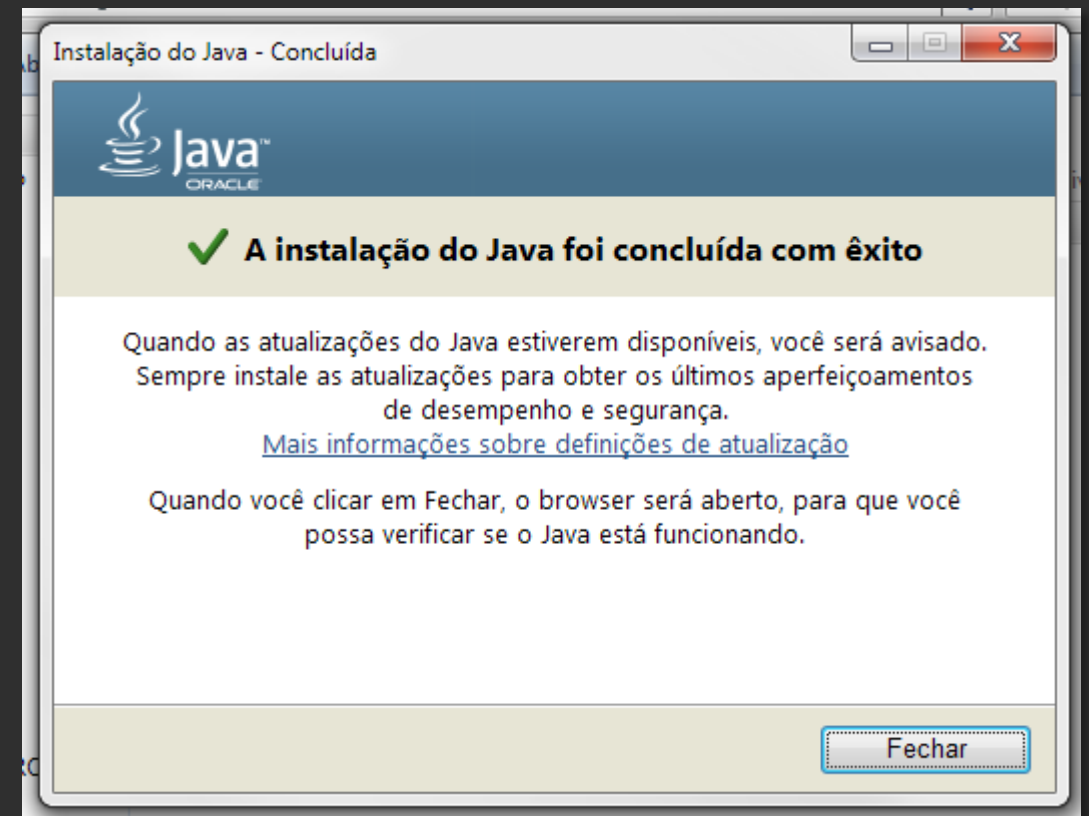 Instalação do Java - Concluída
Java™
ORACLE
A instalação do Java foi concluída com êxito
Quando as atualizações do Java estiverem disponíveis, você será avisado.
Sempre instale as atualizações para obter os últimos aperfeiçoamentos
de desempenho e segurança.
Mais informações sobre definições de atualização
Quando você clicar em Fechar, o browser será aberto, para que você
possa verificar se o Java está funcionando.
Fechar